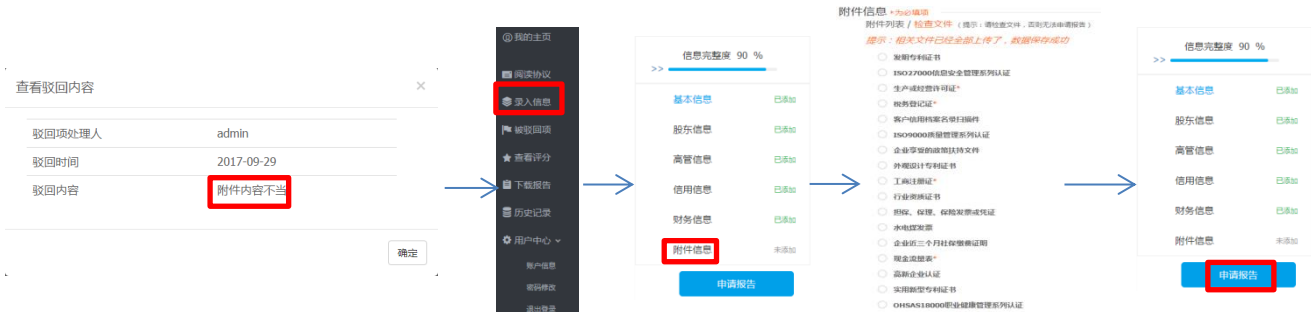 查看驳回内容
×
驳回项处理人 admin
驳回时间 2017-09-29
驳回内容 附件内容不当
确定
我的主页
阅读协议
录入信息
被驳回项
查看评分
下载报告
历史记录
用户中心
账户信息
密码修改
退出登录
信息完整度 90 %
>>
基本信息 已添加
股东信息 已添加
高管信息 已添加
信用信息 已添加
财务信息 已添加
附件信息 未添加
申请报告
附件信息 *为必填项
附件列表 / 检查文件 ( 提示：请检查文件，否则无法申请报告 )
提示：相关文件已经全部上传了，数据保存成功
发明专利证书
ISO27000信息安全管理系列认证
生产或经营许可证*
税务登记证*
客户信用档案名录扫描件
ISO9000质量管理系列认证
企业享受的政策扶持文件
外观设计专利证书
工商注册证*
行业资质证书
担保、保理、保险发票或凭证
水电煤发票
企业近三个月社保缴费证明
现金流量表*
高新企业认证
实用新型专利证书
OHSAS18000职业健康管理系列认证
信息完整度 90 %
>>
基本信息 已添加
股东信息 已添加
高管信息 已添加
信用信息 已添加
财务信息 已添加
附件信息 未添加
申请报告